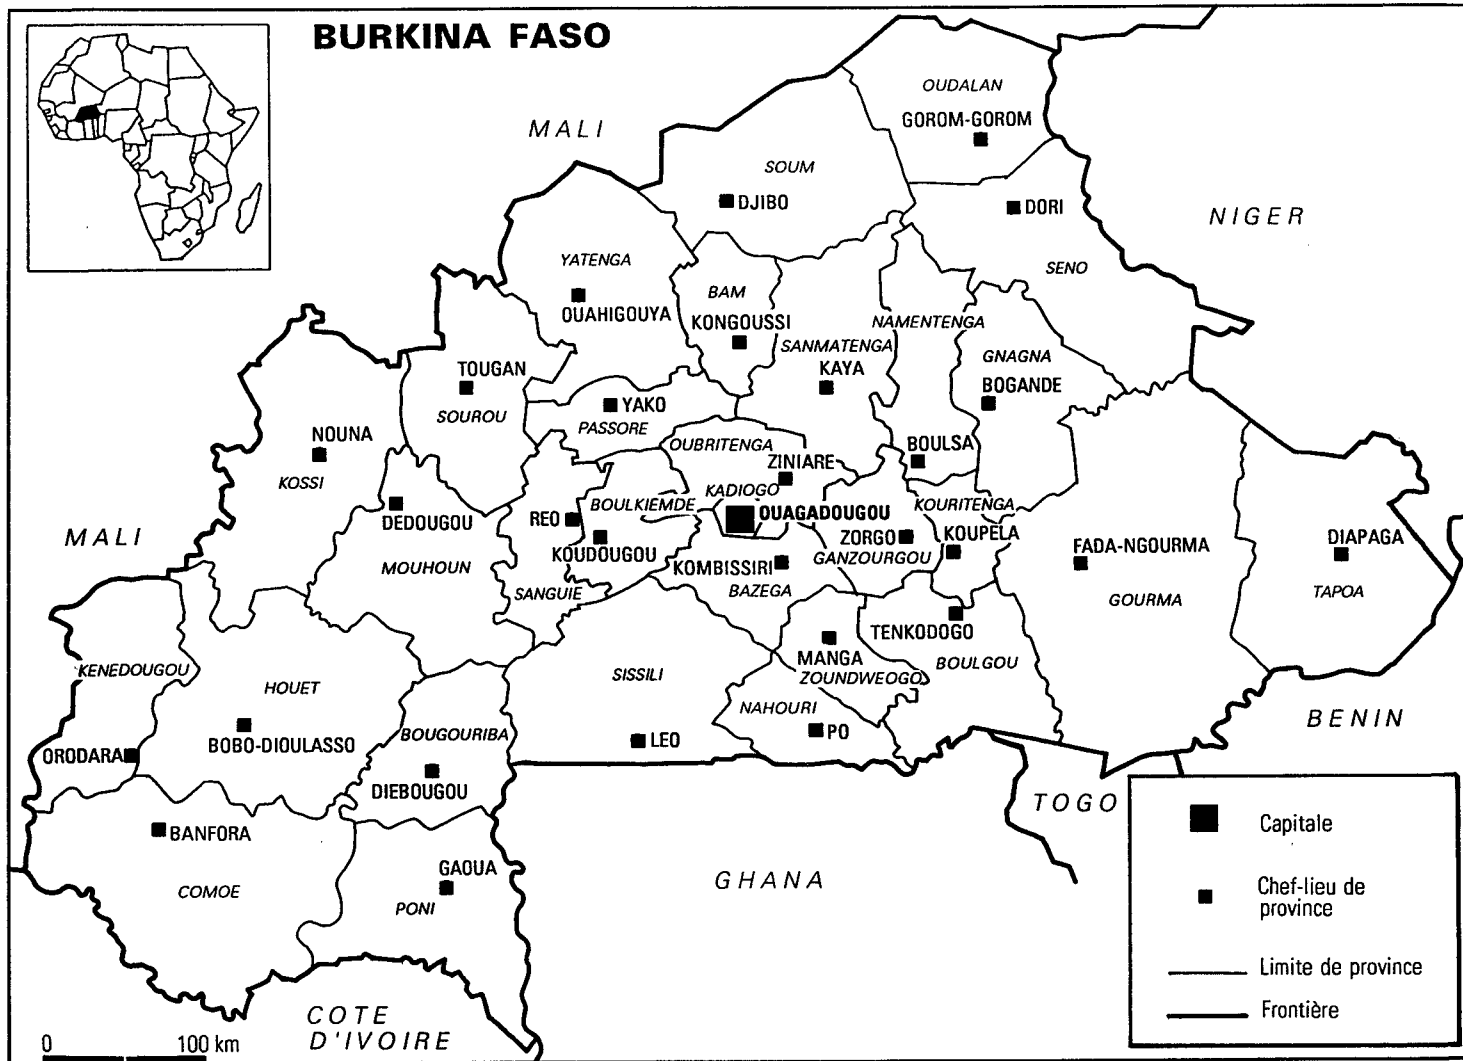 BURKINA FASO
OUDALAN
GOROM-GOROM
MALI
SOUM
DJIBO
DORI
NIGER
YATENGA
SENO
BAM
OUAHIGOUYA
KONGOUSSI
NAMENTENGA
SANMATENGA
GNAGNA
TOUGAN
KAYA
BOGANDE
YAKO
SOUROU
PASSORE
NOUNA
OUBRITENGA
BOULSA
ZINIARE
KOSSI
KADIOGO
BOULKIEMDE
KOURITENGA
DEDOUGOU
REO
OUAGADOUGOU
MALI
ZORGO
KOUPELA
DIAPAGA
KOUDOUGOU
FADA-NGOURMA
GANZOURGOU
KOMBISSIRI
MOUHOUN
BAZEGA
SANGUIE
GOURMA
TAPOA
TENKODOGO
MANGA
BOULGOU
KENEDOUGOU
SISSILI
ZOUNDWEOGO
HOUET
NAHOURI
BENIN
BOUGOURIBA
PO
LEO
BOBO-DIOULASSO
ORODARA
DIEBOUGOU
TOGO
BANFORA
GAOUA
GHANA
COMOE
PONI
COTE
D'IVOIRE
0 100 km
Capitale
Chef-lieu de
province
Limite de province
Frontière